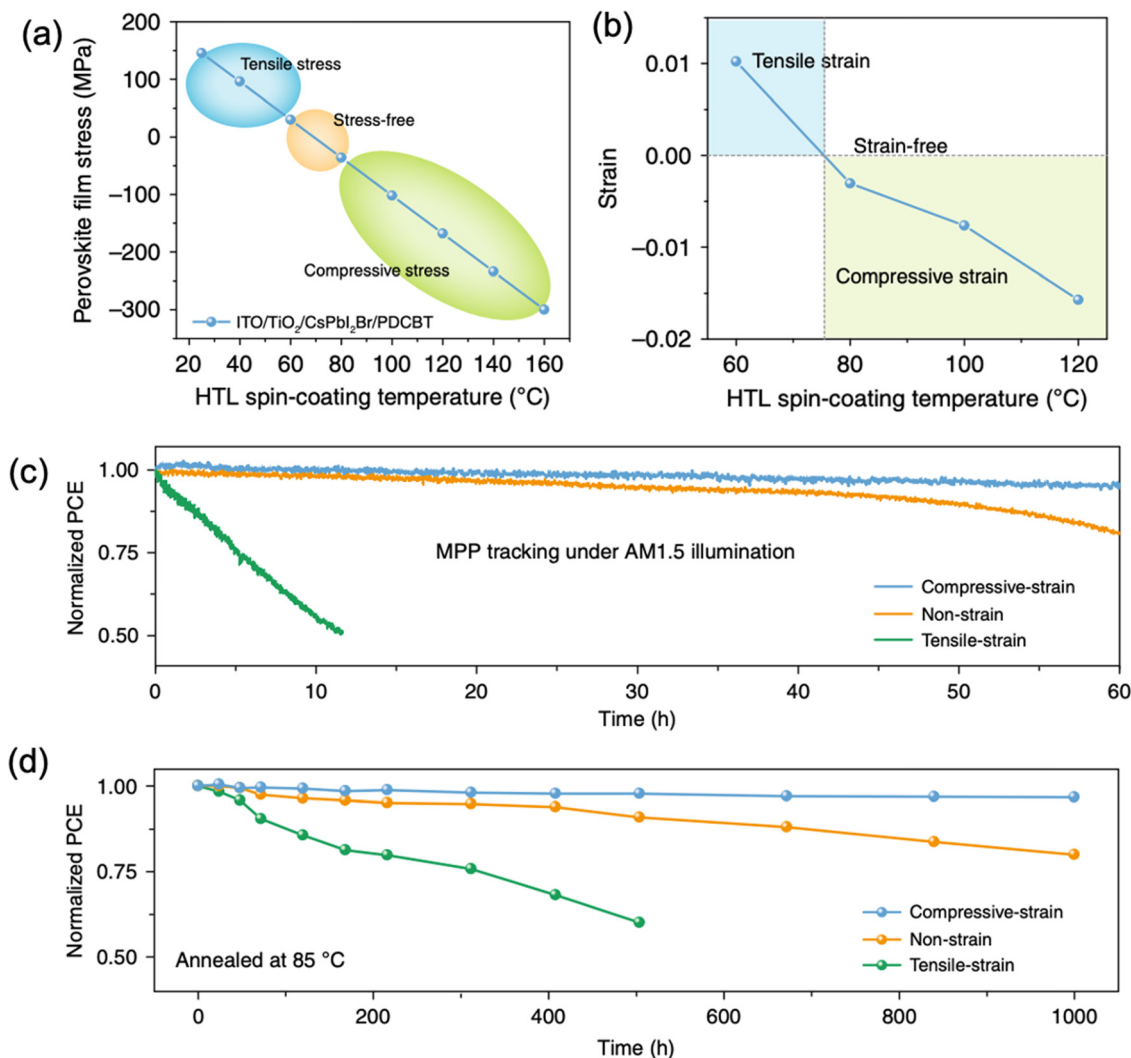 (a)
Perovskite film stress (MPa)
200
150
100
0
−100
−200
−300
Tensile stress
Stress-free
Compressive stress
ITO/TiO₂/CsPbI₂Br/PDCBT
20 40 60 80 100 120 140 160
HTL spin-coating temperature (°C)
(b)
Strain
0.01
0.00
−0.01
−0.02
Tensile strain
Strain-free
Compressive strain
60 80 100 120
HTL spin-coating temperature (°C)
(c)
Normalized PCE
1.00
0.75
0.50
MPP tracking under AM1.5 illumination
Compressive-strain
Non-strain
Tensile-strain
0 10 20 30 40 50 60
Time (h)
(d)
Normalized PCE
1.00
0.75
0.50
Annealed at 85 °C
Compressive-strain
Non-strain
Tensile-strain
0 200 400 600 800 1000
Time (h)